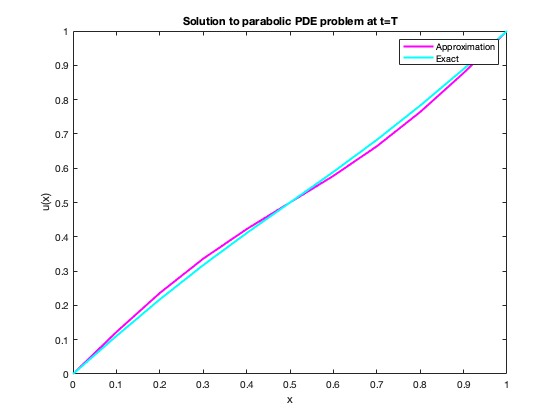 Solution to parabolic PDE problem at t=T
Approximation
Exact
1
0.9
0.8
0.7
0.6
0.5
0.4
0.3
0.2
0.1
0
u(x)
0 0.1 0.2 0.3 0.4 0.5 0.6 0.7 0.8 0.9 1
x